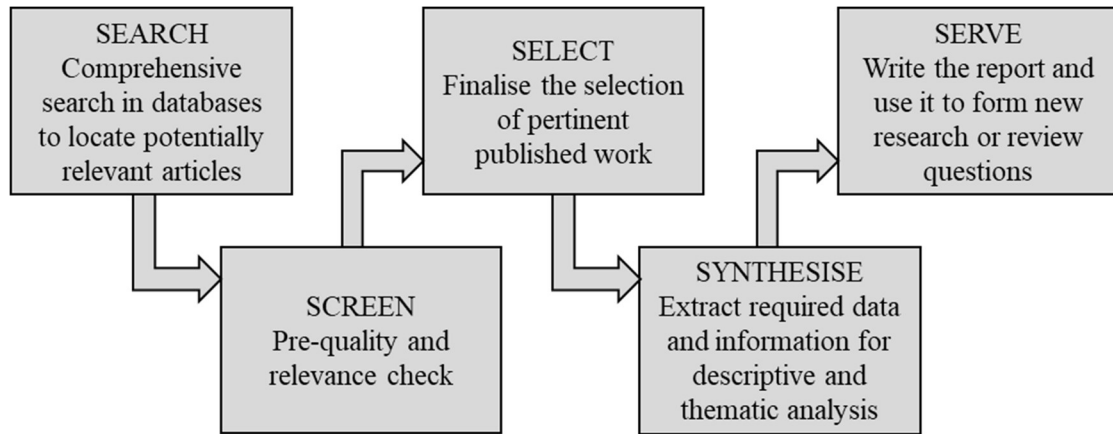 SEARCH
Comprehensive
search in databases
to locate potentially
relevant articles
SCREEN
Pre-quality and
relevance check
SELECT
Finalise the selection
of pertinent
published work
SYNTHESISE
Extract required data
and information for
descriptive and
thematic analysis
SERVE
Write the report and
use it to form new
research or review
questions